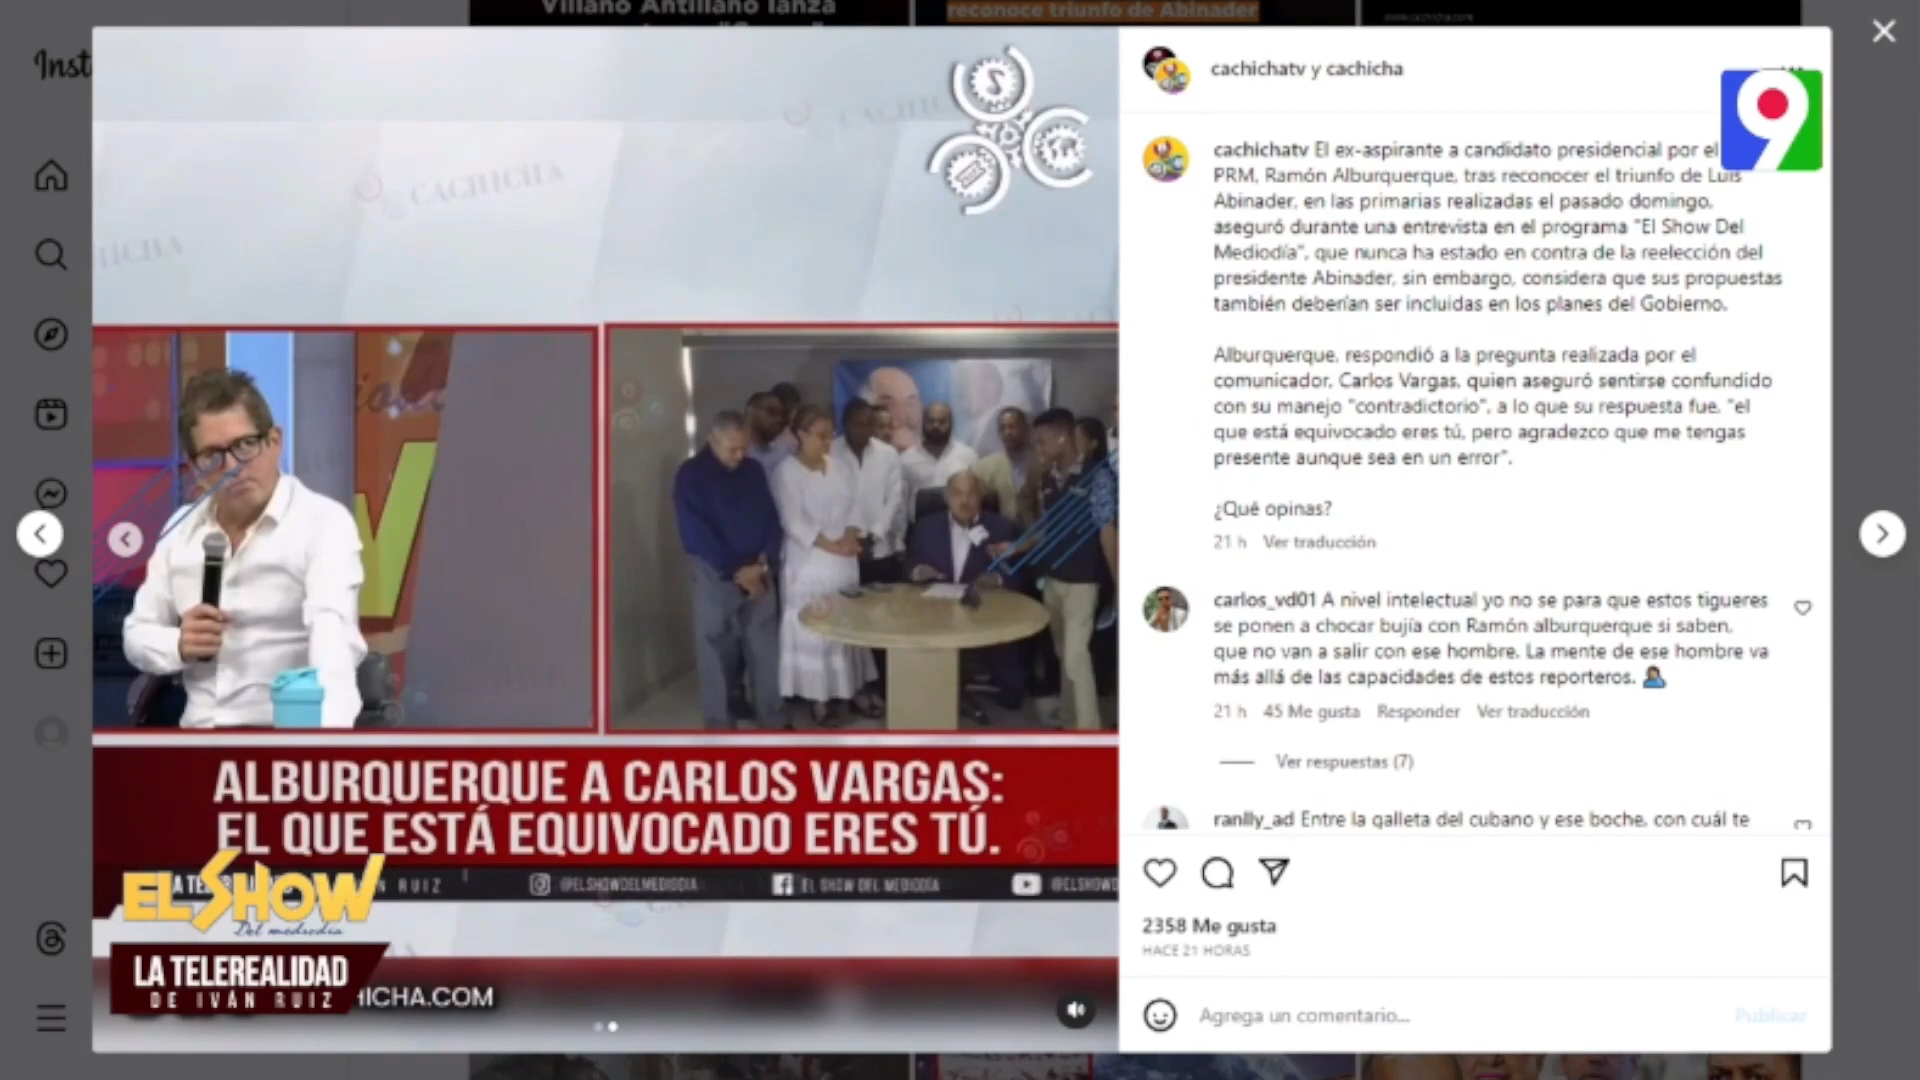 Villano Antillano lanza
reconoce triunfo de Abinader
www.cachicha.com
CACHICHA
cachichatv y cachicha
9
cachichatv El ex-aspirante a candidato presidencial por el
PRM, Ramón Alburquerque, tras reconocer el triunfo de Luis
Abinader, en las primarias realizadas el pasado domingo,
aseguró durante una entrevista en el programa "El Show Del
Mediodía", que nunca ha estado en contra de la reelección del
presidente Abinader, sin embargo, considera que sus propuestas
también deberían ser incluidas en los planes del Gobierno.
Alburquerque, respondió a la pregunta realizada por el
comunicador, Carlos Vargas, quien aseguró sentirse confundido
con su manejo "contradictorio", a lo que su respuesta fue, "el
que está equivocado eres tú, pero agradezco que me tengas
presente aunque sea en un error".
¿Qué opinas?
21 h Ver traducción
carlos_vd01 A nivel intelectual yo no se para que estos tigueres
se ponen a chocar bujía con Ramón alburquerque si saben,
que no van a salir con ese hombre. La mente de ese hombre va
más allá de las capacidades de estos reporteros.
21 h 45 Me gusta Responder Ver traducción
Ver respuestas (7)
ranlly_ad Entre la galleta del cubano y ese boche, con cuál te
2358 Me gusta
HACE 21 HORAS
Agrega un comentario...
Publicar
ALBURQUERQUE A CARLOS VARGAS:
EL QUE ESTÁ EQUIVOCADO ERES TÚ.
@ELSHOWDELMEDIODIA
EL SHOW DEL MEDIODÍA
@ELSHOWD
EL SHOW
Del mediodía
LA TELEREALIDAD
DE IVÁN RUIZ
HICHA.COM